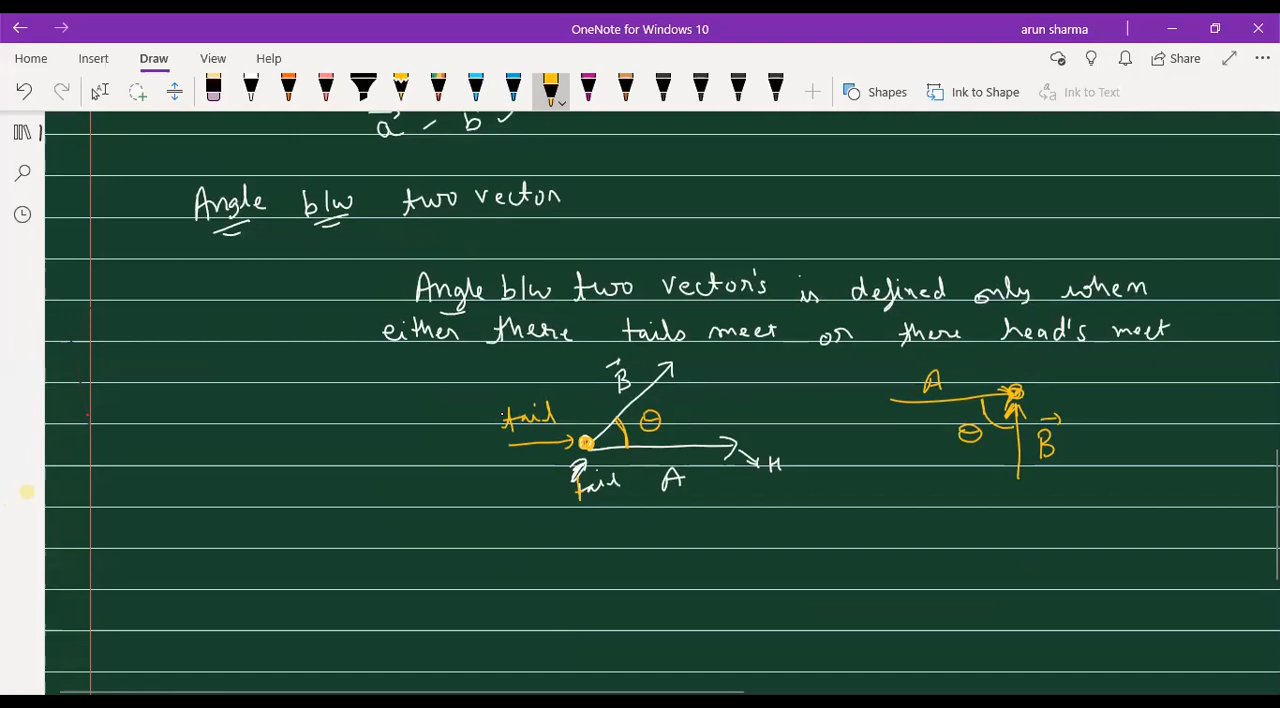 OneNote for Windows 10
arun sharma
Home Insert Draw View Help
Share
Shapes Ink to Shape Ink to Text
a - b
Angle b/w two vector
Angle b/w two vector's is defined only when
either there tails meet or there head's meet
B
A
tail θ
θ B
H
tail A